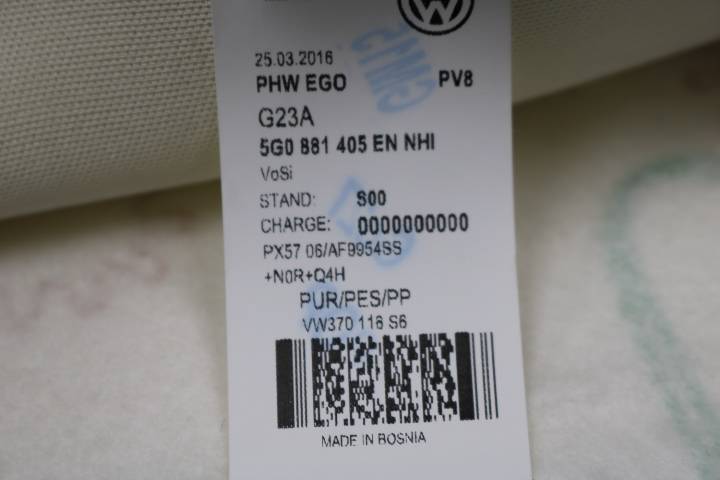 25.03.2016
PHW EGO PV8
G23A
5G0 881 405 EN NHI
VoSi
STAND: S00
CHARGE: 0000000000
PX57 06/AF9954SS
+N0R+Q4H
PUR/PES/PP
VW370 116 S6
MADE IN BOSNIA